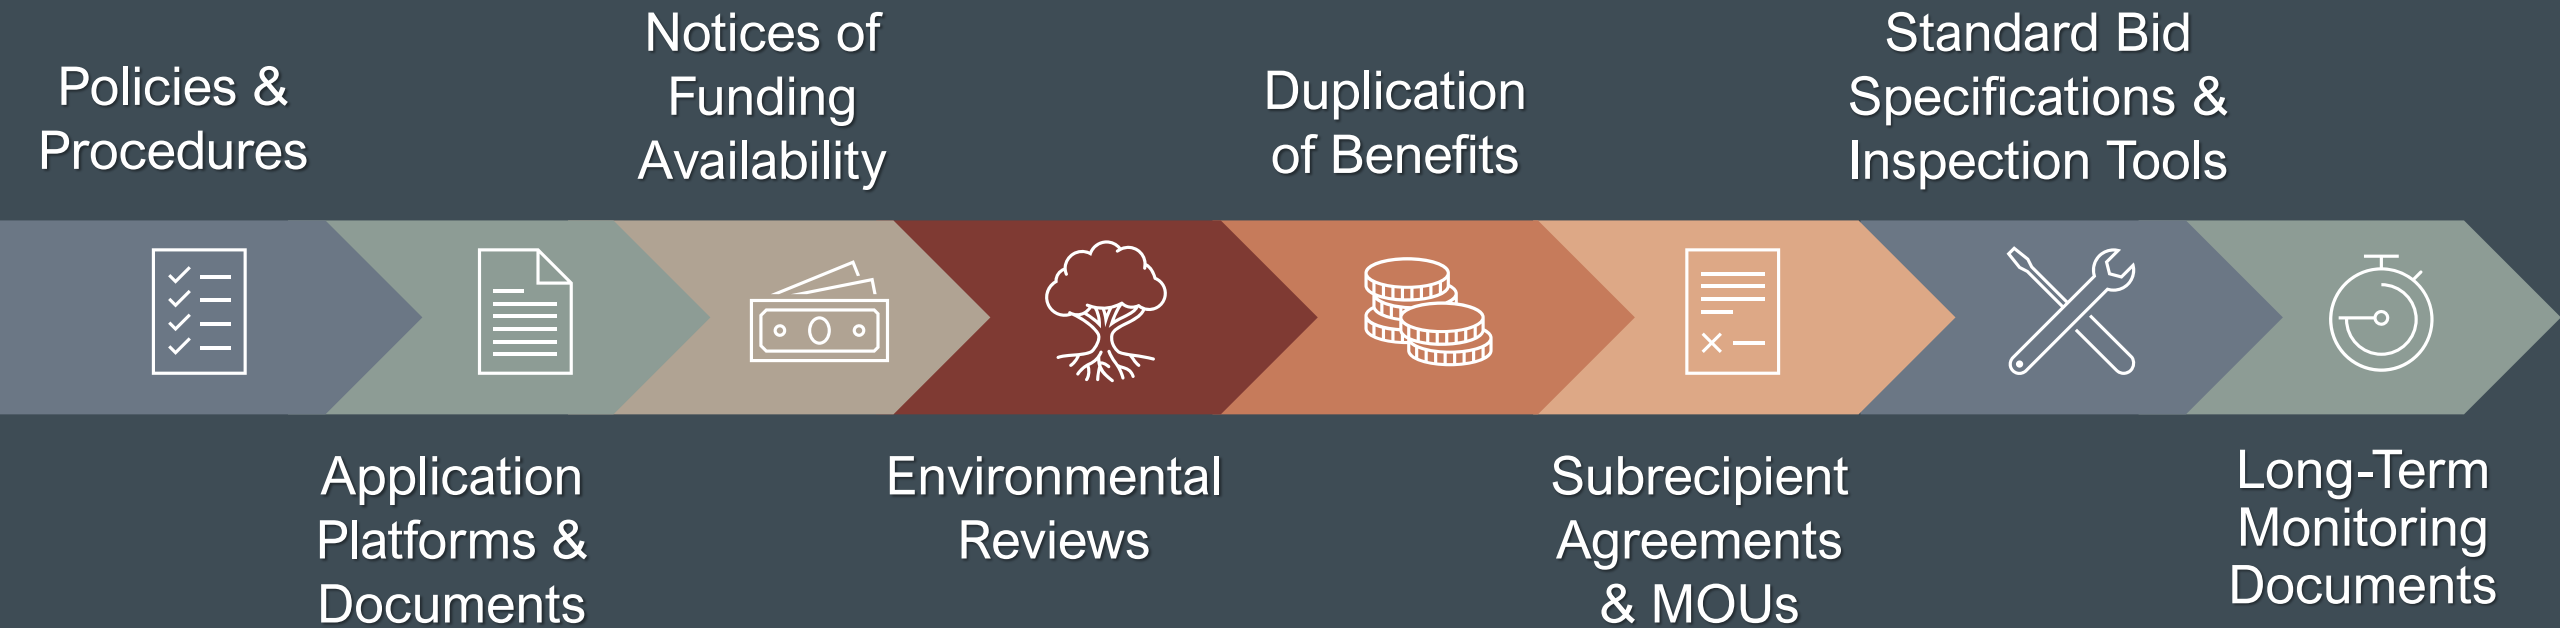 Policies &
Procedures
Application
Platforms &
Documents
Notices of
Funding
Availability
Environmental
Reviews
Duplication
of Benefits
Subrecipient
Agreements
& MOUs
Standard Bid
Specifications &
Inspection Tools
Long-Term
Monitoring
Documents